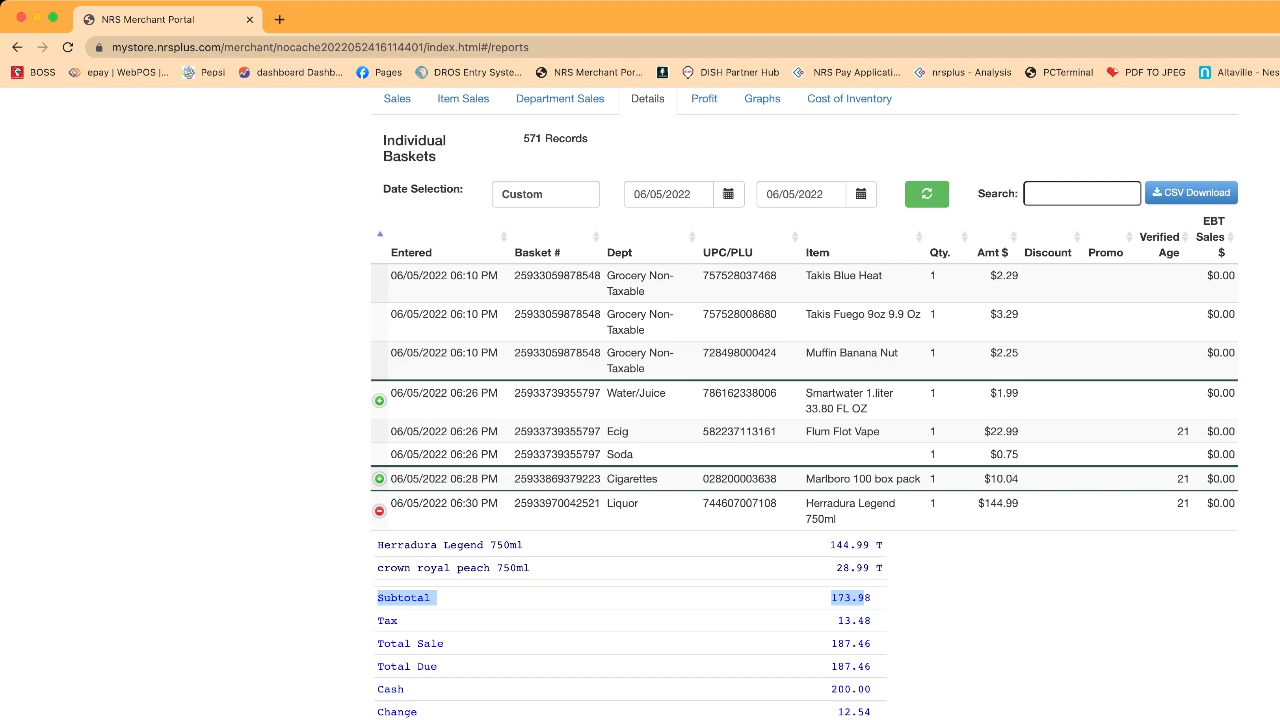 NRS Merchant Portal
mystore.nrsplus.com/merchant/nocache2022052416114401/index.html#/reports
BOSS epay | WebPOS |... Pepsi dashboard Dashb... Pages DROS Entry Syste... NRS Merchant Por... DISH Partner Hub NRS Pay Applicati... nrsplus - Analysis PCTerminal PDF TO JPEG Altaville - Nes
Sales Item Sales Department Sales Details Profit Graphs Cost of Inventory
Individual Baskets 571 Records
Date Selection: Custom 06/05/2022 06/05/2022 Search: CSV Download
Entered Basket # Dept UPC/PLU Item Qty. Amt $ Discount Promo Verified Age EBT Sales $
06/05/2022 06:10 PM 25933059878548 Grocery Non-Taxable 757528037468 Takis Blue Heat 1 $2.29 $0.00
06/05/2022 06:10 PM 25933059878548 Grocery Non-Taxable 757528008680 Takis Fuego 9oz 9.9 Oz 1 $3.29 $0.00
06/05/2022 06:10 PM 25933059878548 Grocery Non-Taxable 728498000424 Muffin Banana Nut 1 $2.25 $0.00
06/05/2022 06:26 PM 25933739355797 Water/Juice 786162338006 Smartwater 1.liter 33.80 FL OZ 1 $1.99 $0.00
06/05/2022 06:26 PM 25933739355797 Ecig 582237113161 Flum Flot Vape 1 $22.99 21 $0.00
06/05/2022 06:26 PM 25933739355797 Soda 1 $0.75 $0.00
06/05/2022 06:28 PM 25933869379223 Cigarettes 028200003638 Marlboro 100 box pack 1 $10.04 21 $0.00
06/05/2022 06:30 PM 25933970042521 Liquor 744607007108 Herradura Legend 750ml 1 $144.99 21 $0.00
Herradura Legend 750ml 144.99 T
crown royal peach 750ml 28.99 T
Subtotal 173.98
Tax 13.48
Total Sale 187.46
Total Due 187.46
Cash 200.00
Change 12.54